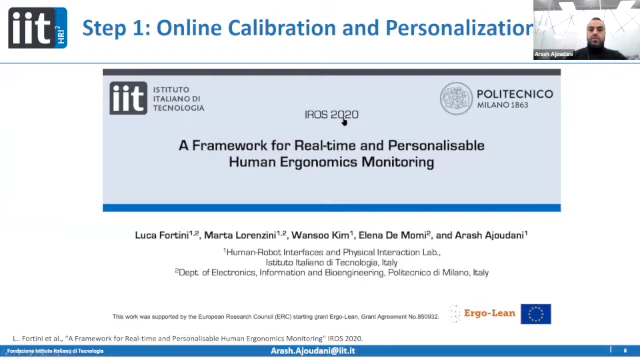 iit
HRI²
Step 1: Online Calibration and Personalization
Arash Ajoudani
iit
ISTITUTO
ITALIANO DI
TECNOLOGIA
IROS 2020
POLITECNICO
MILANO 1863
A Framework for Real-time and Personalisable
Human Ergonomics Monitoring
Luca Fortini¹,², Marta Lorenzini¹,², Wansoo Kim¹, Elena De Momi², and Arash Ajoudani¹
¹Human-Robot Interfaces and Physical Interaction Lab.,
Istituto Italiano di Tecnologia, Italy
²Dept. of Electronics, Information and Bioengineering, Politecnico di Milano, Italy
This work was supported by the European Research Council (ERC) starting grant Ergo-Lean, Grant Agreement No.850932.
Ergo-Lean
L.. Fortini et al., "A Framework for Real-time and Personalisable Human Ergonomics Monitoring" IROS 2020.
Fondazione Istituto Italiano di Tecnologia
Arash.Ajoudani@iit.it
8